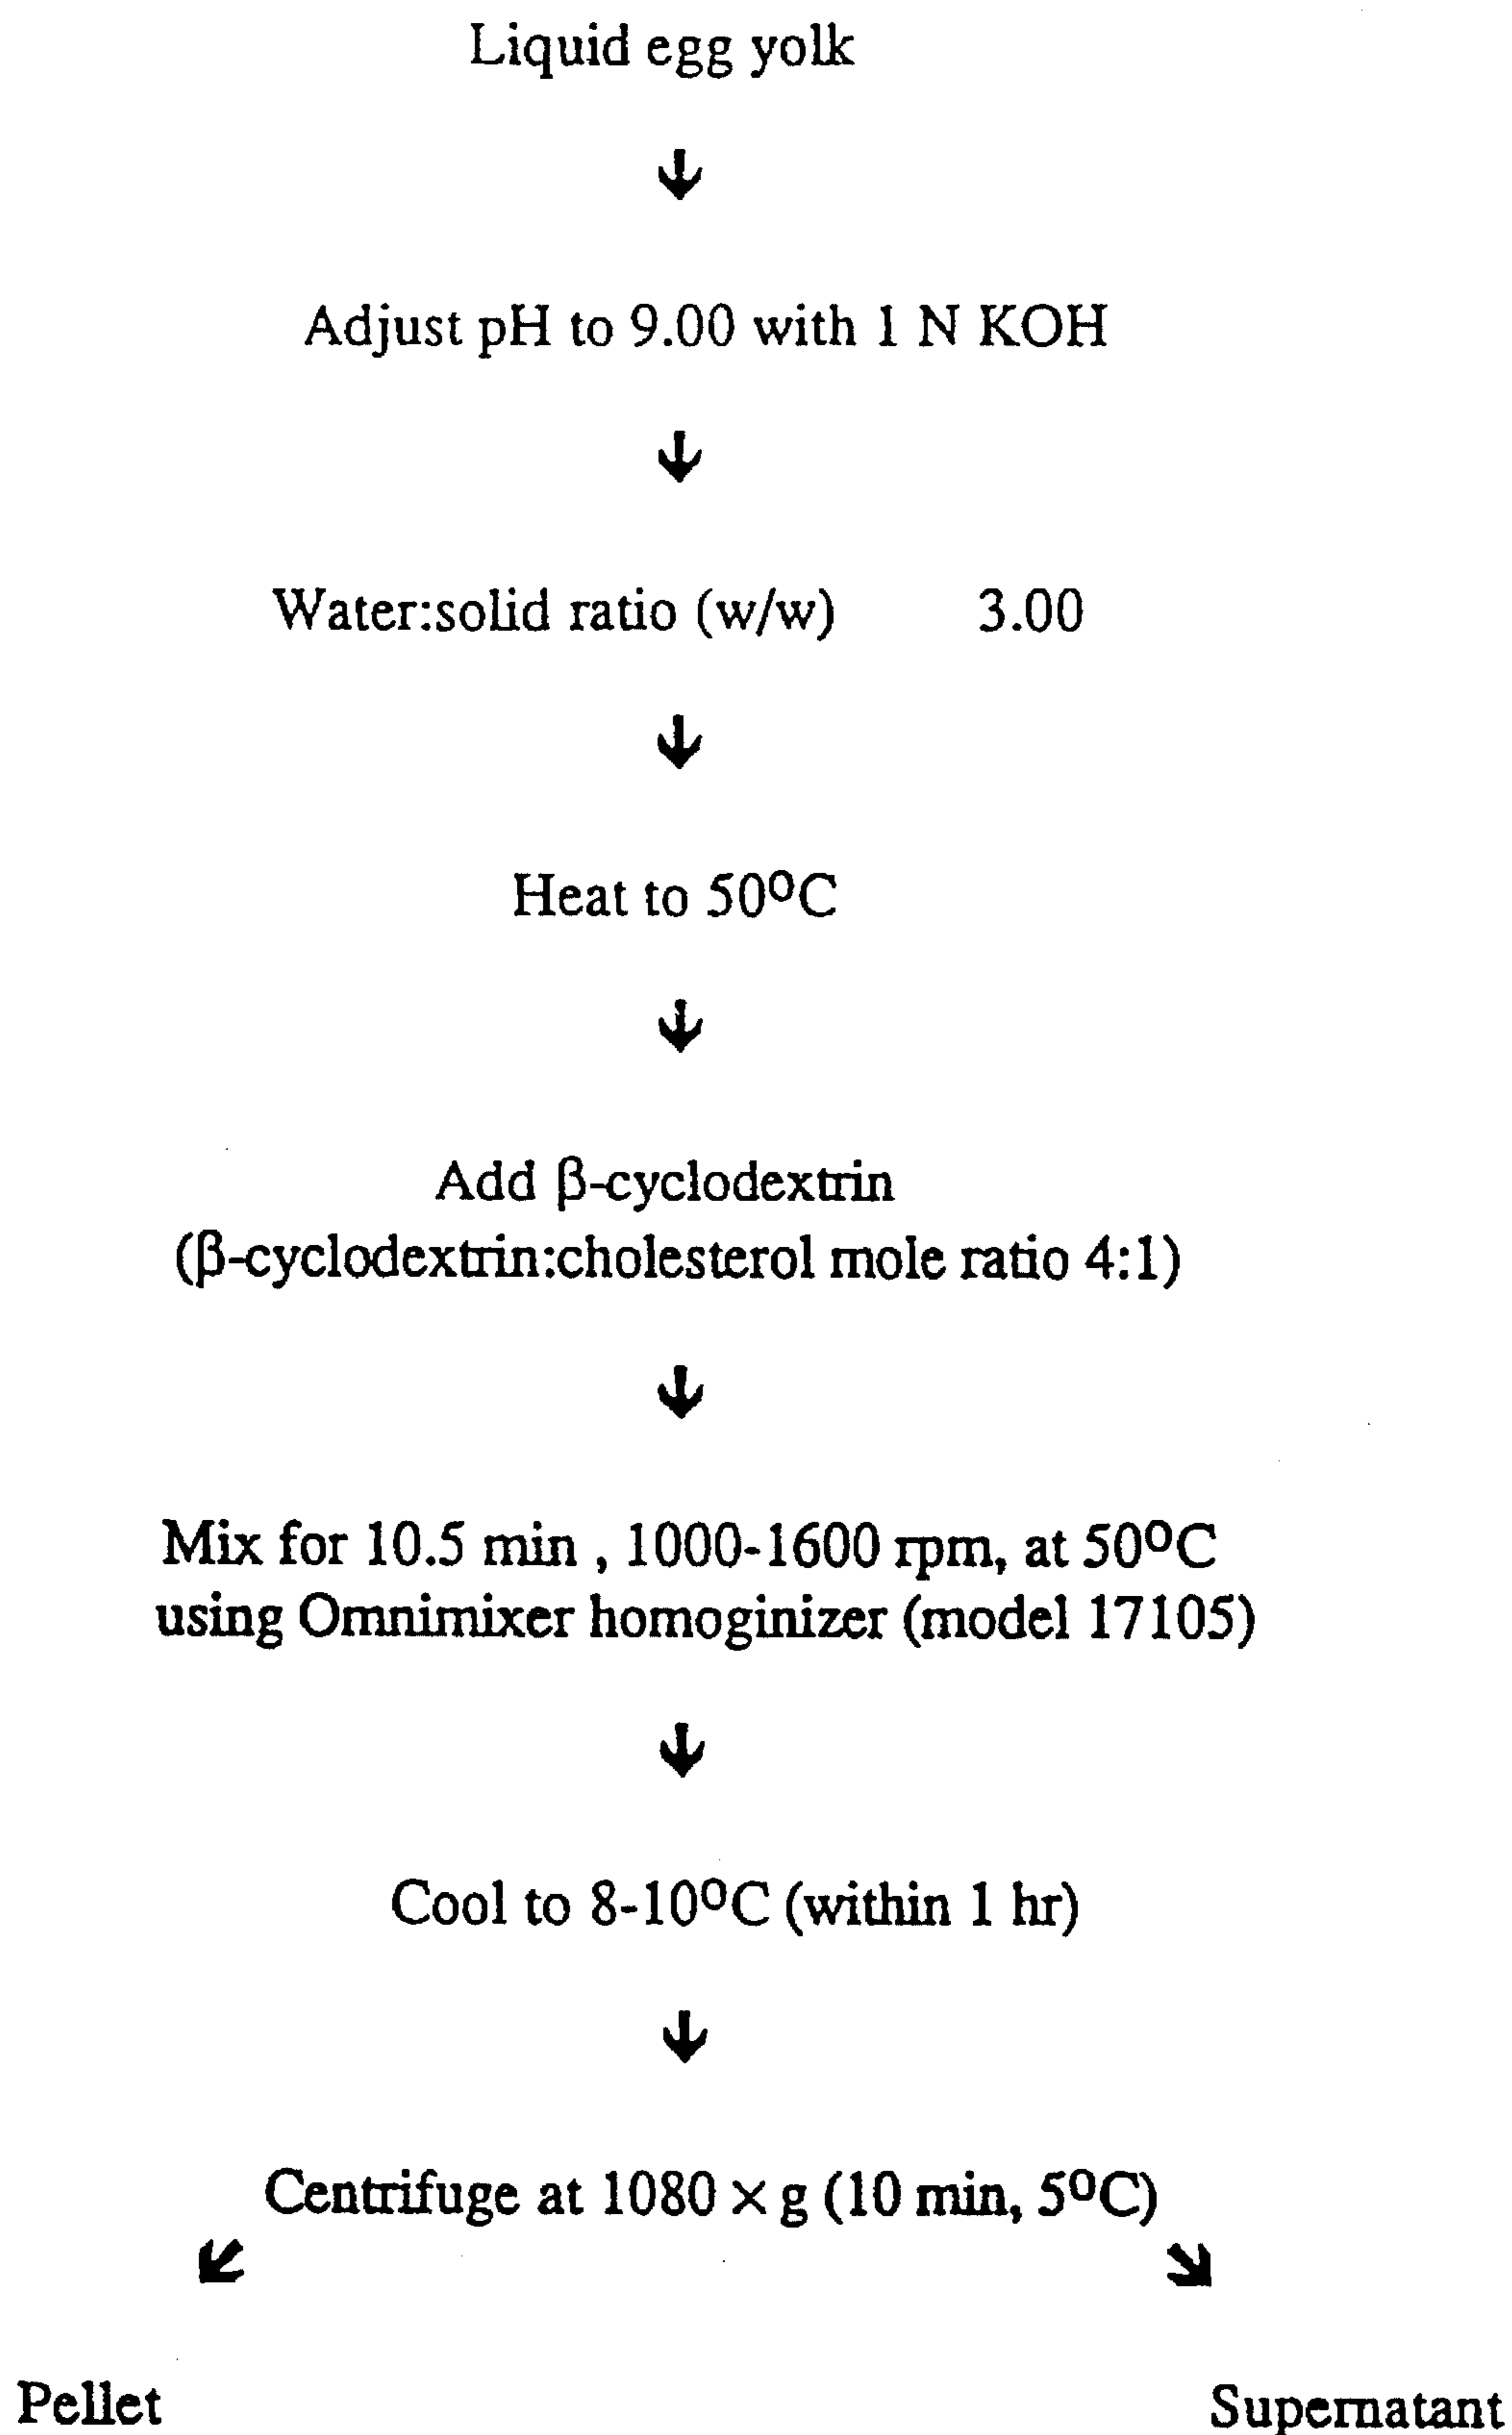 Liquid egg yolk
Adjust pH to 9.00 with 1 N KOH
Water:solid ratio (w/w) 3.00
Heat to 50°C
Add β-cyclodextrin
(β-cyclodextrin:cholesterol mole ratio 4:1)
Mix for 10.5 min , 1000-1600 rpm, at 50°C
using Omnimixer homoginizer (model 17105)
Cool to 8-10°C (within 1 hr)
Centrifuge at 1080 × g (10 min, 5°C)
Pellet Supernatant